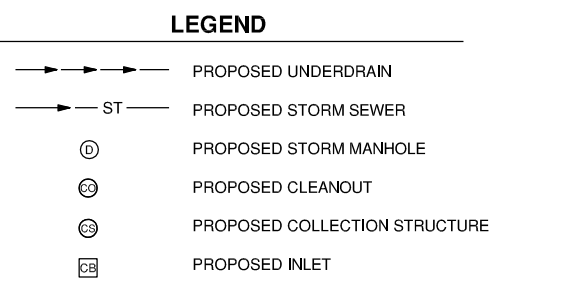 LEGEND
PROPOSED UNDERDRAIN
ST PROPOSED STORM SEWER
D PROPOSED STORM MANHOLE
CO PROPOSED CLEANOUT
CS PROPOSED COLLECTION STRUCTURE
CB PROPOSED INLET